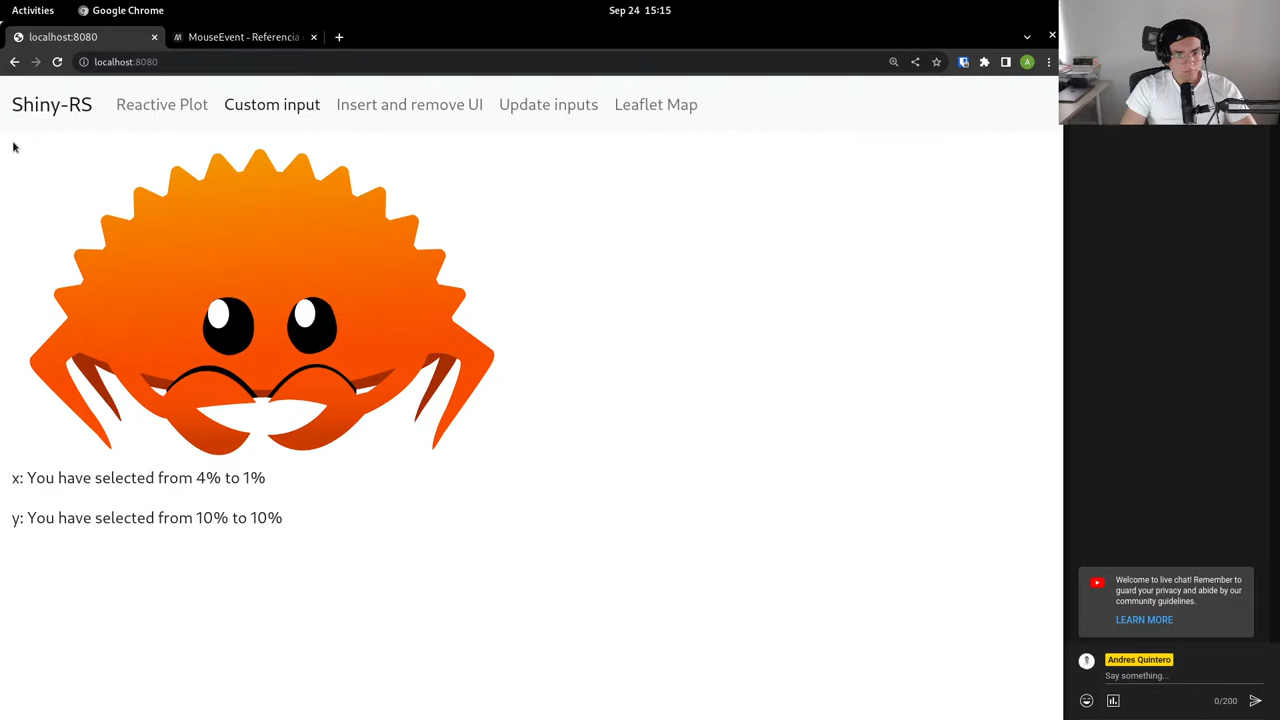 Activities
Google Chrome
Sep 24 15:15
localhost:8080
MouseEvent - Referencia
localhost:8080
A
Shiny-RS
Reactive Plot
Custom input
Insert and remove UI
Update inputs
Leaflet Map
x: You have selected from 4% to 1%
y: You have selected from 10% to 10%
Welcome to live chat! Remember to
guard your privacy and abide by our
community guidelines.
LEARN MORE
Andres Quintero
Say something...
0/200